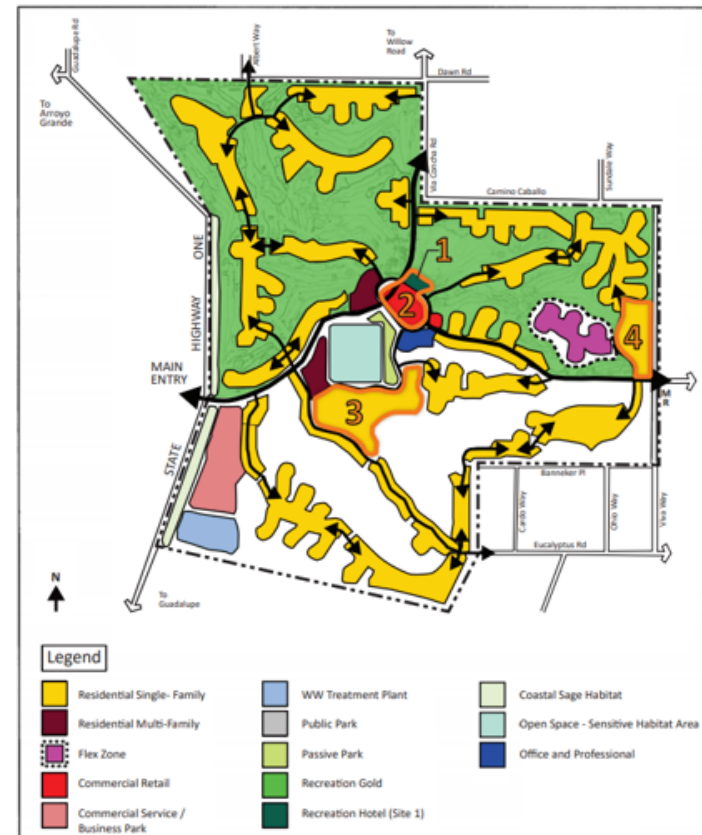 Guadalupe Rd
Albert Way
To
Willow
Road
Dawn Rd
To
Arroyo
Grande
Via Concha Rd
Camino Caballo
Sundale Way
ONE
HIGHWAY
STATE
MAIN
ENTRY
1
2
3
4
M
R
Banneker Pl
Cardo Way
Ohio Way
Viva Way
Eucalyptus Rd
N
To
Guadalupe
Legend
Residential Single- Family
Residential Multi-Family
Flex Zone
Commercial Retail
Commercial Service /
Business Park
WW Treatment Plant
Public Park
Passive Park
Recreation Gold
Recreation Hotel (Site 1)
Coastal Sage Habitat
Open Space - Sensitive Habitat Area
Office and Professional